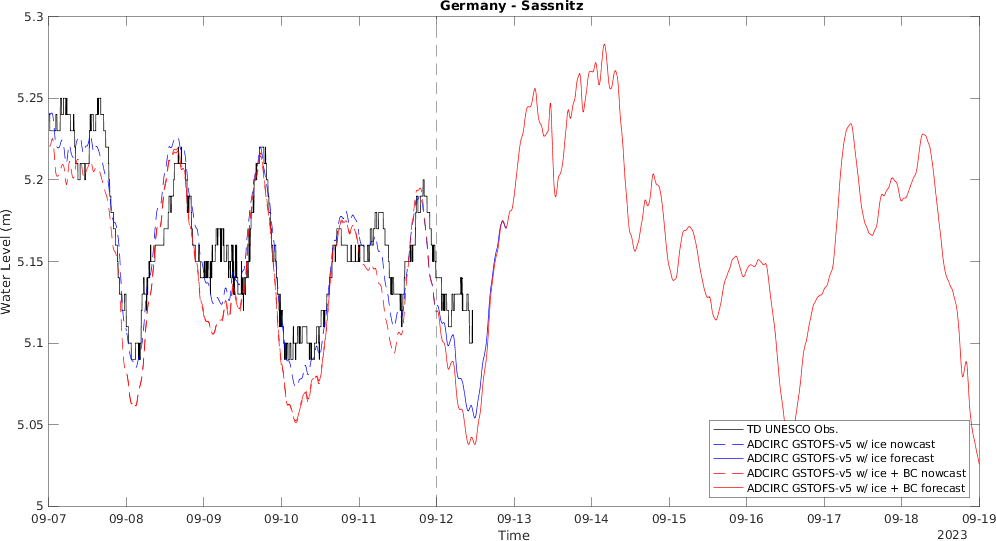 Germany - Sassnitz
5.3
5.25
5.2
5.15
5.1
5.05
5
Water Level (m)
TD UNESCO Obs.
ADCIRC GSTOFS-v5 w/ ice nowcast
ADCIRC GSTOFS-v5 w/ ice forecast
ADCIRC GSTOFS-v5 w/ ice + BC nowcast
ADCIRC GSTOFS-v5 w/ ice + BC forecast
09-07 09-08 09-09 09-10 09-11 09-12 09-13 09-14 09-15 09-16 09-17 09-18 09-19
Time
2023